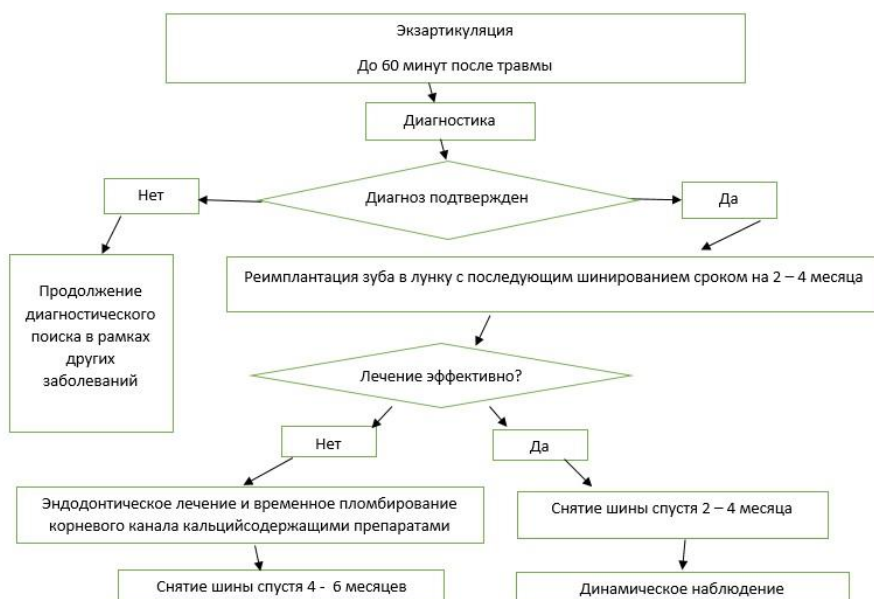 Экзартикуляция
До 60 минут после травмы
Диагностика
Диагноз подтвержден
Нет
Да
Продолжение
диагностического
поиска в рамках
других
заболеваний
Реимплантация зуба в лунку с последующим шинированием сроком на 2 – 4 месяца
Лечение эффективно?
Нет
Да
Эндодонтическое лечение и временное пломбирование
корневого канала кальцийсодержащими препаратами
Снятие шины спустя 2 – 4 месяца
Снятие шины спустя 4 - 6 месяцев
Динамическое наблюдение